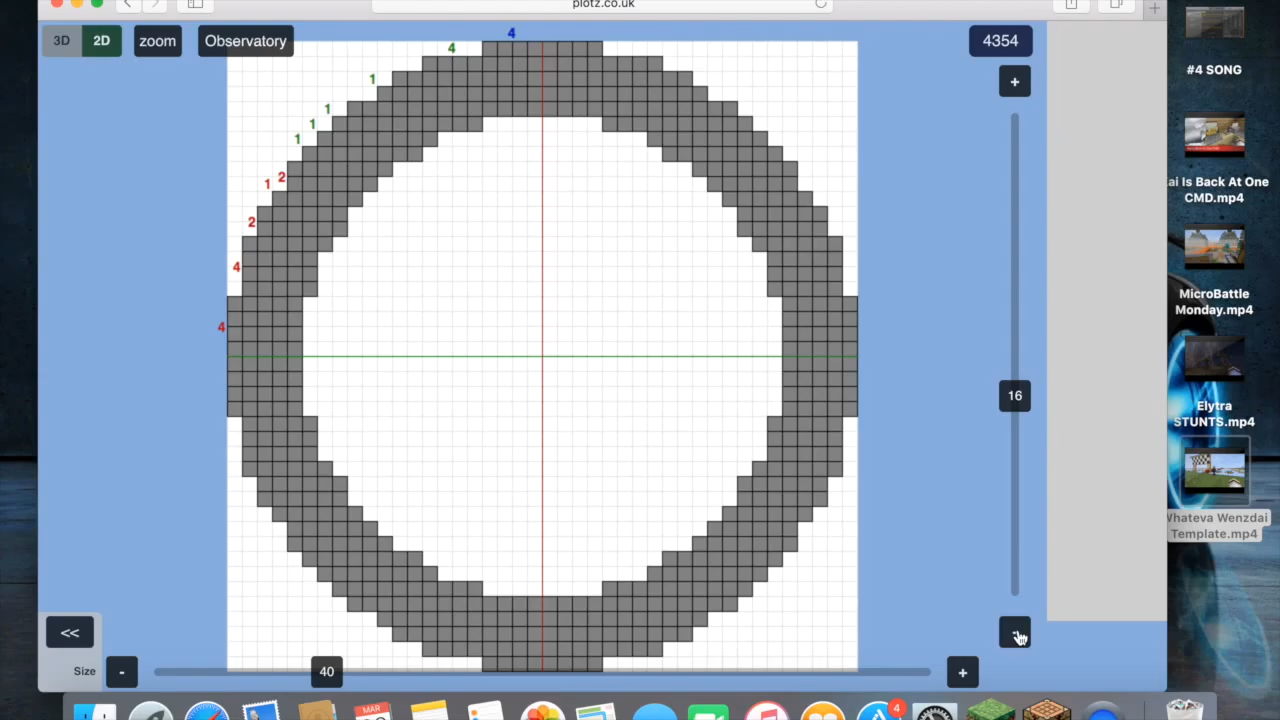 plotz.co.uk
3D
2D
zoom
Observatory
4354
4
4
1
1
1
1
1
2
2
4
4
+
16
-
<<
Size
-
40
+
#4 SONG
ai Is Back At One
CMD.mp4
MicroBattle
Monday.mp4
Elytra
STUNTS.mp4
Whateva Wenzdai
Template.mp4
MAR
4